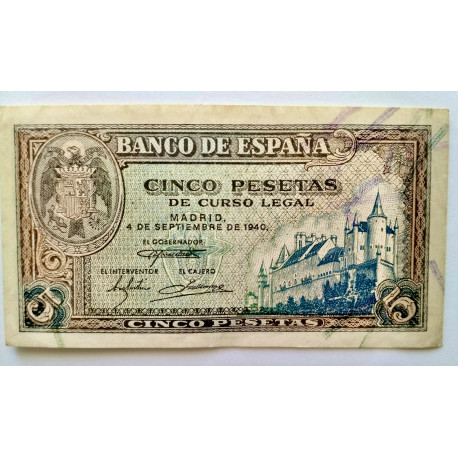 BANCO DE ESPAÑA
CINCO PESETAS
DE CURSO LEGAL
MADRID,
4 DE SEPTIEMBRE DE 1940,
EL GOBERNADOR
EL INTERVENTOR EL CAJERO
5 5
CINCO PESETAS